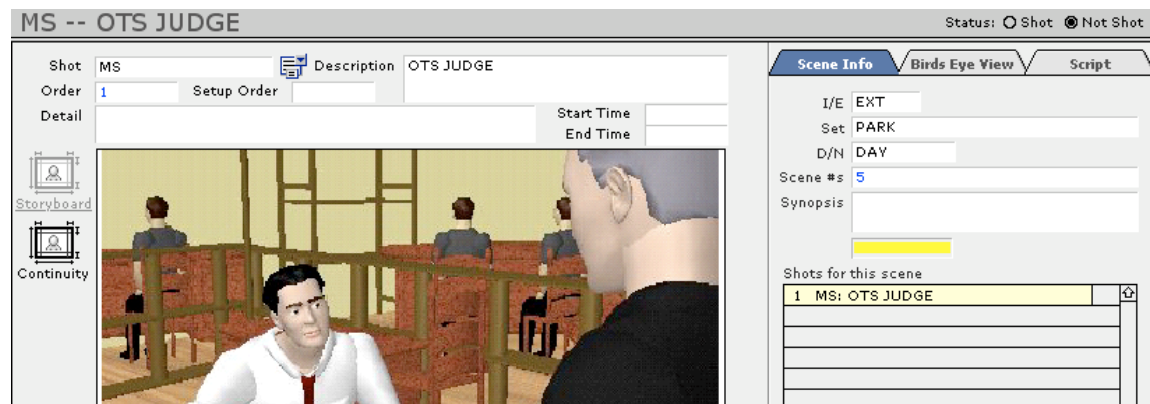 MS -- OTS JUDGE
Status: Shot Not Shot
Shot MS Description OTS JUDGE
Order 1 Setup Order
Detail Start Time
End Time
Storyboard
Continuity
Scene Info Birds Eye View Script
I/E EXT
Set PARK
D/N DAY
Scene #s 5
Synopsis
Shots for this scene
1 MS: OTS JUDGE